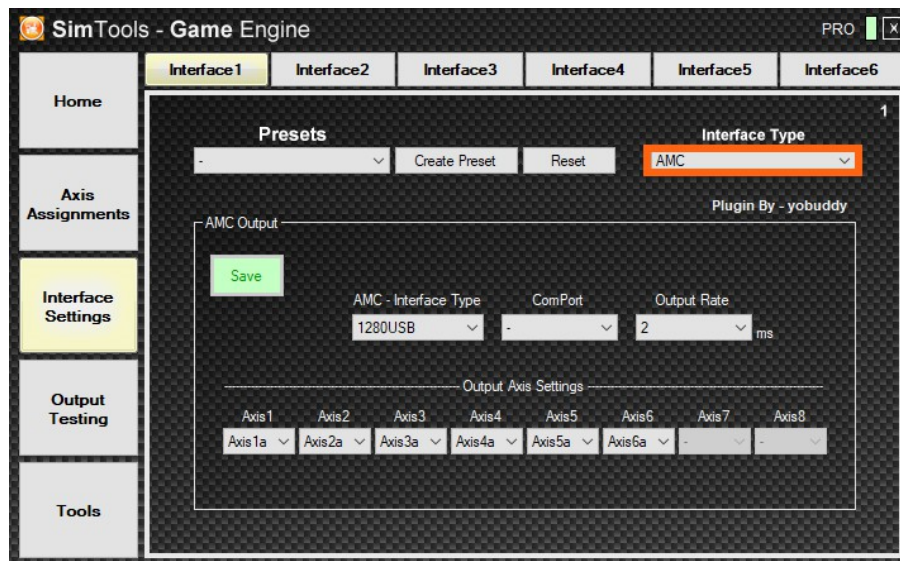 SimTools - Game Engine PRO X
Interface1 Interface2 Interface3 Interface4 Interface5 Interface6
Home
Axis Assignments
Interface Settings
Output Testing
Tools
1
Presets Interface Type
- Create Preset Reset AMC
Plugin By - yobuddy
AMC Output
Save
AMC - Interface Type ComPort Output Rate
1280USB - 2 ms
Output Axis Settings
Axis1 Axis2 Axis3 Axis4 Axis5 Axis6 Axis7 Axis8
Axis1a Axis2a Axis3a Axis4a Axis5a Axis6a - -